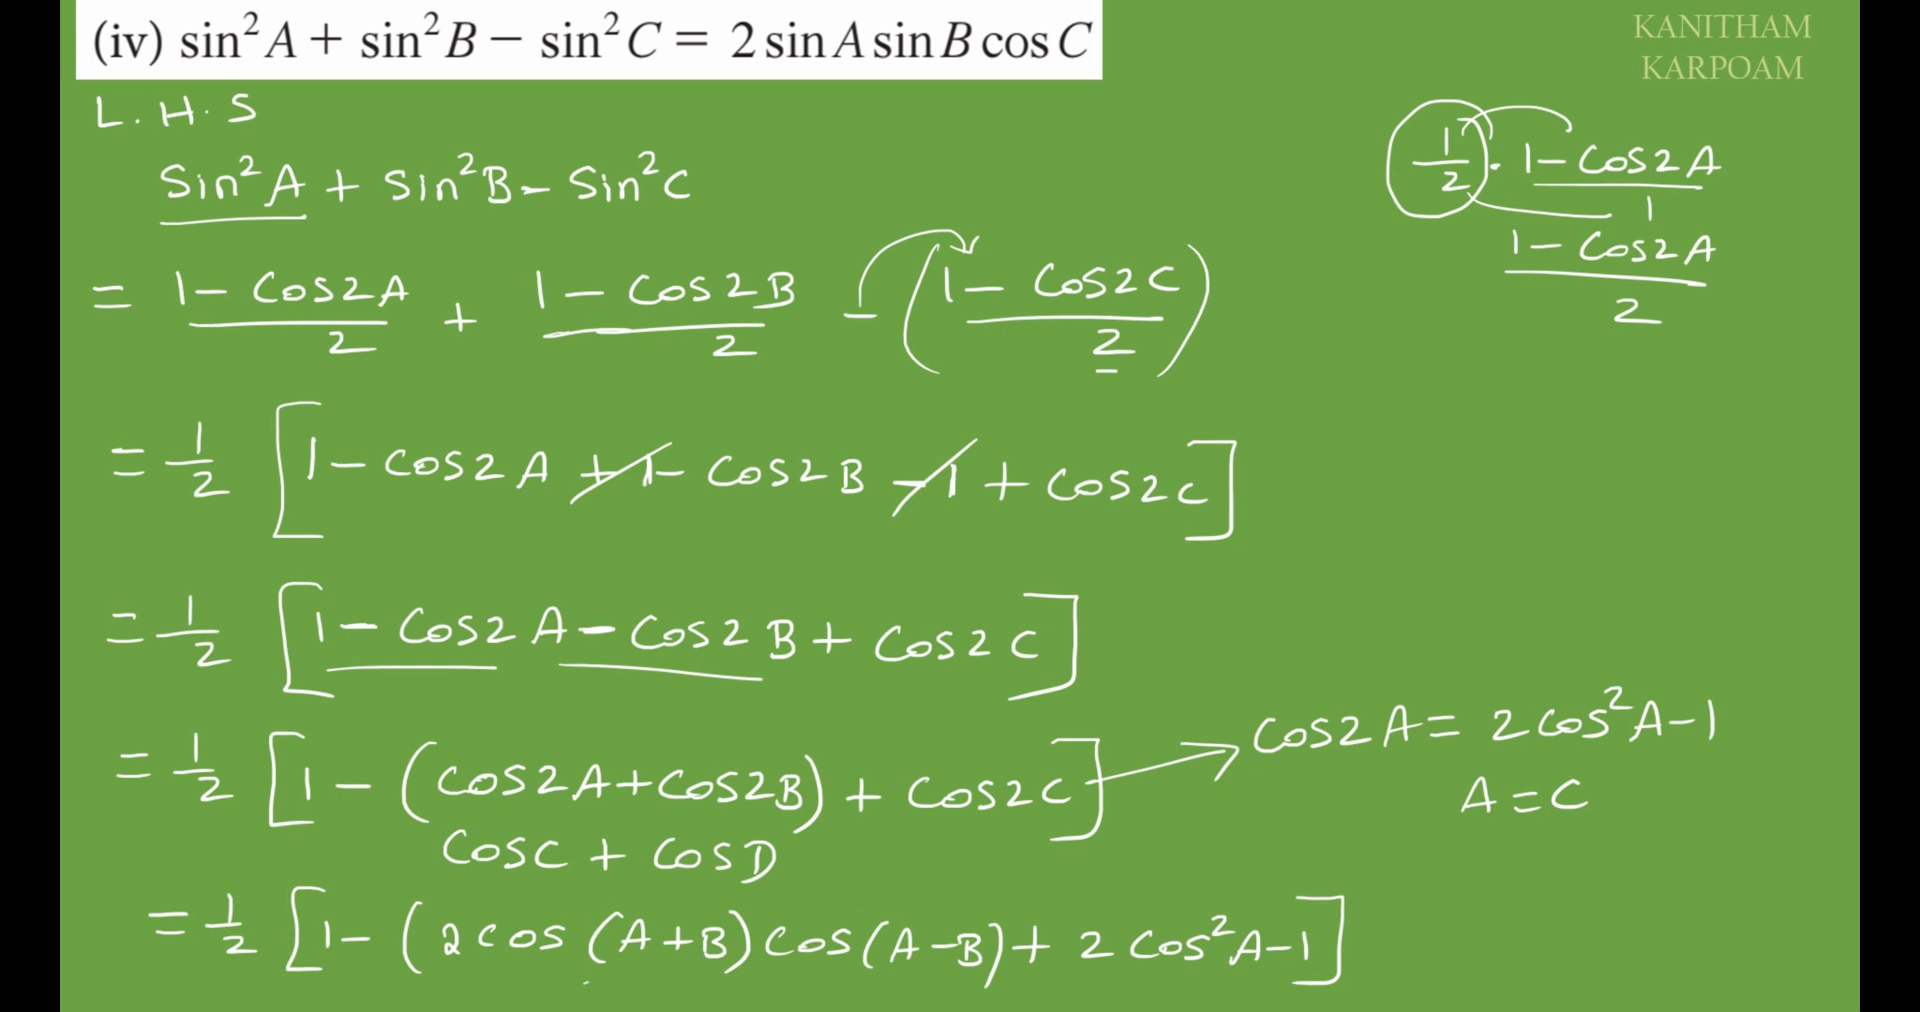 (iv) sin²A + sin²B − sin²C = 2 sin A sin B cos C
KANITHAM
KARPOAM
L.H.S
Sin²A + Sin²B - Sin²C
= 1 - Cos2A / 2 + 1 - Cos2B / 2 - (1 - Cos2C / 2)
1/2 · 1 - Cos2A / 1
1 - Cos2A / 2
= 1/2 [1 - Cos2A + 1 - Cos2B - 1 + Cos2C]
= 1/2 [1 - Cos2A - Cos2B + Cos2C]
= 1/2 [1 - (Cos2A + Cos2B) + Cos2C]
Cos2A = 2Cos²A - 1
A = C
CosC + CosD
= 1/2 [1 - (2cos(A+B) cos(A-B) + 2 Cos²A - 1]